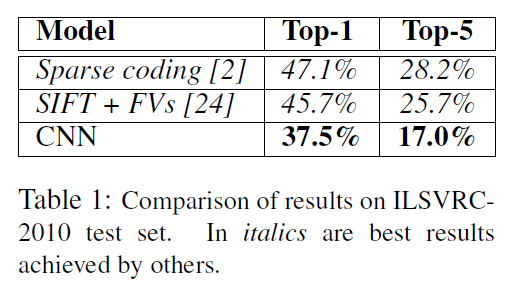 Model Top-1 Top-5
Sparse coding [2] 47.1% 28.2%
SIFT + FVs [24] 45.7% 25.7%
CNN 37.5% 17.0%
Table 1: Comparison of results on ILSVRC-
2010 test set. In italics are best results
achieved by others.